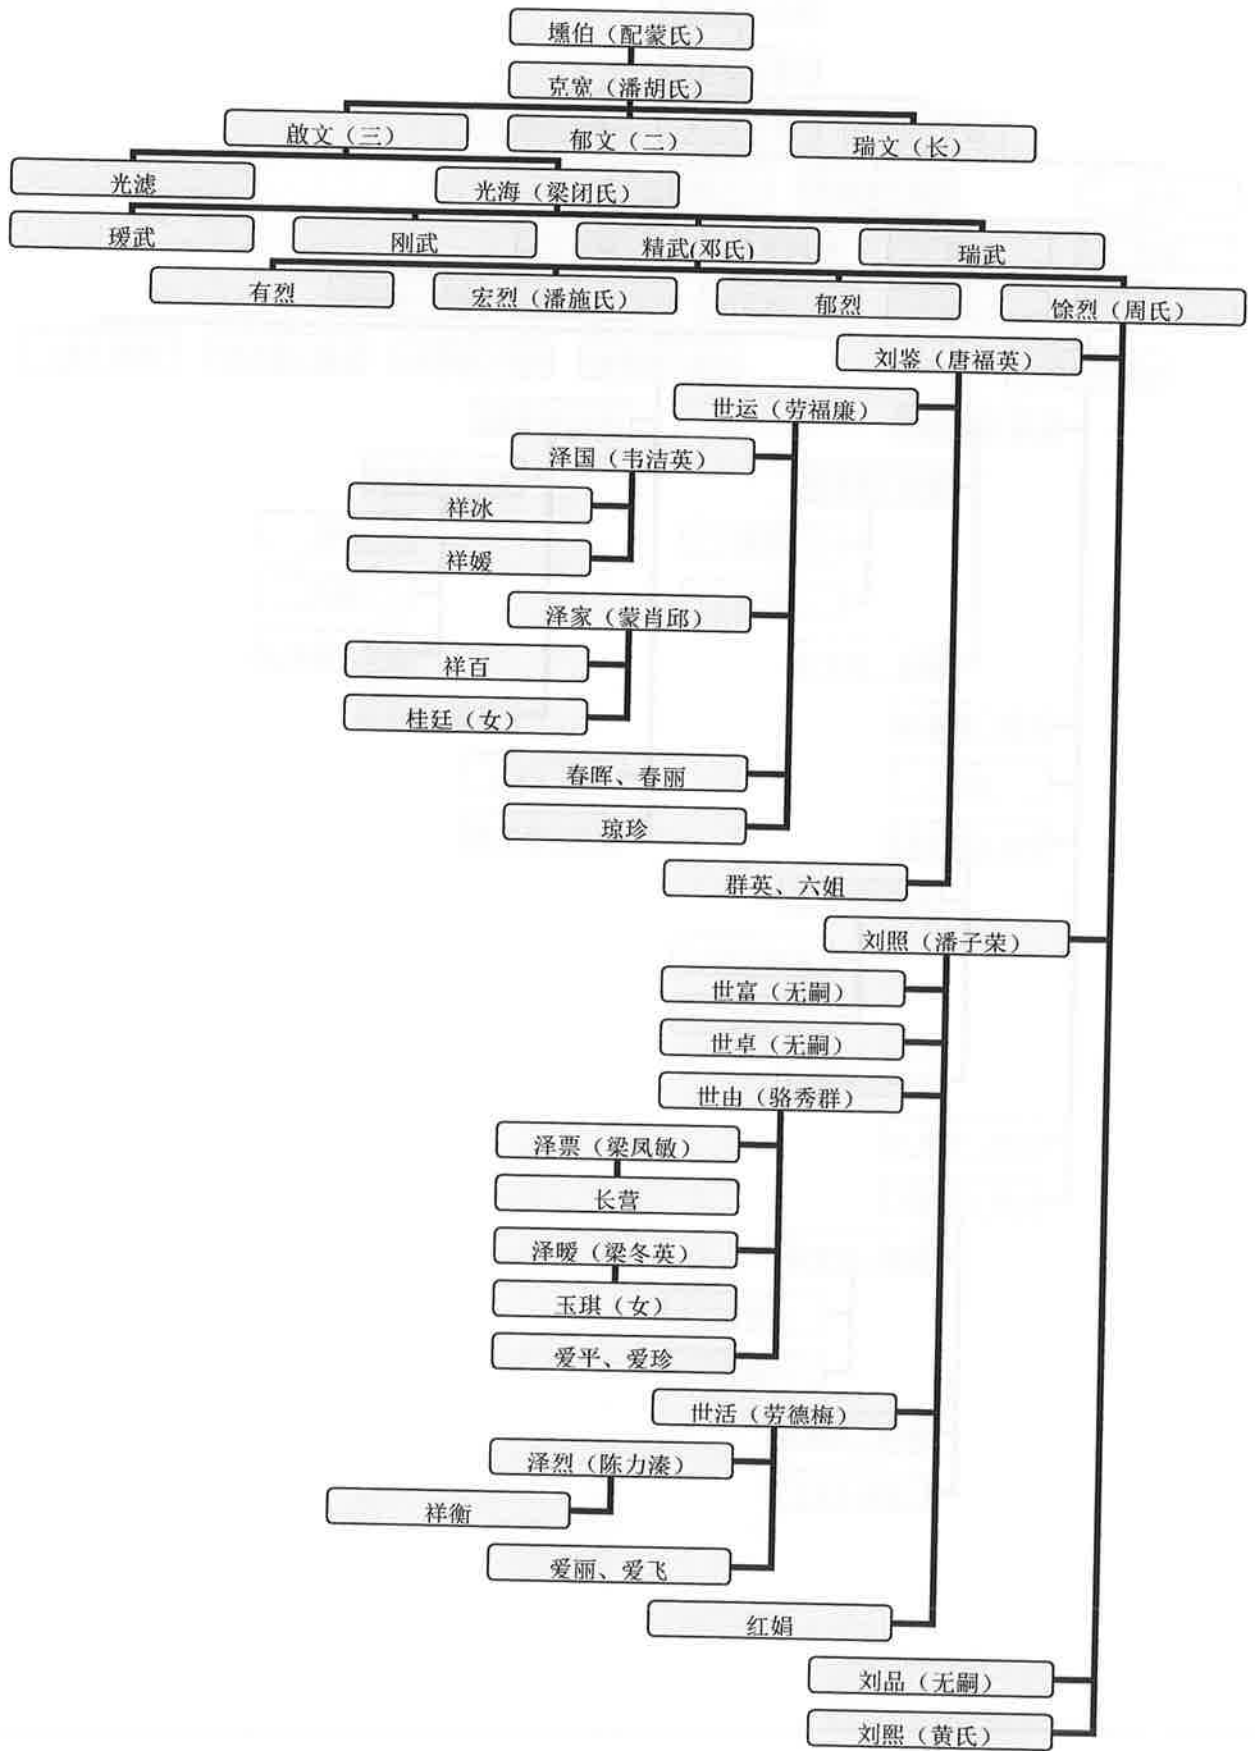 壎伯（配蒙氏）
克宽（潘胡氏）
啟文（三）
郁文（二）
瑞文（长）
光滤
光海（梁闭氏）
瑷武
刚武
精武(邓氏)
瑞武
有烈
宏烈（潘施氏）
郁烈
馀烈（周氏）
刘鉴（唐福英）
世运（劳福廉）
泽国（韦洁英）
祥冰
祥嫒
泽家（蒙肖邱）
祥百
桂廷（女）
春晖、春丽
琼珍
群英、六姐
刘照（潘子荣）
世富（无嗣）
世卓（无嗣）
世由（骆秀群）
泽票（梁凤敏）
长营
泽暖（梁冬英）
玉琪（女）
爱平、爱珍
世活（劳德梅）
泽烈（陈力溱）
祥衡
爱丽、爱飞
红娟
刘品（无嗣）
刘熙（黄氏）